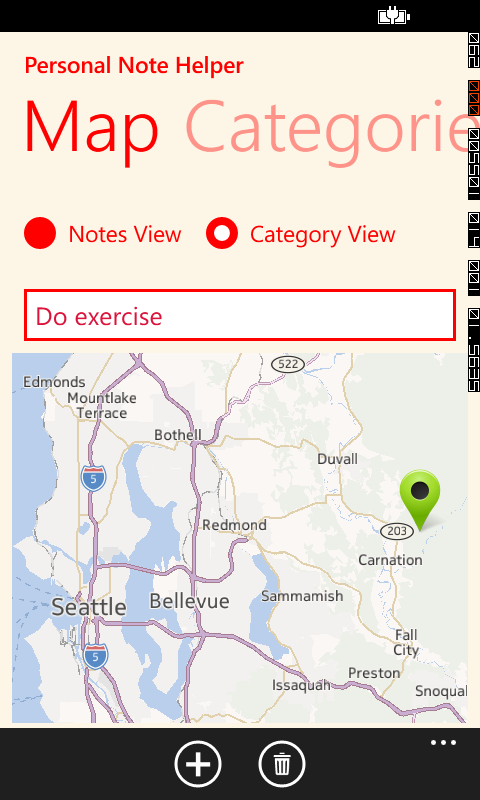 Personal Note Helper
Map Categorie
Notes View Category View
Do exercise
522
Edmonds
Mountlake
Terrace
Bothell
Duvall
5
Redmond
203
Carnation
Sammamish
Seattle
Bellevue
Fall
City
5
Preston
Issaquah
Snoqual